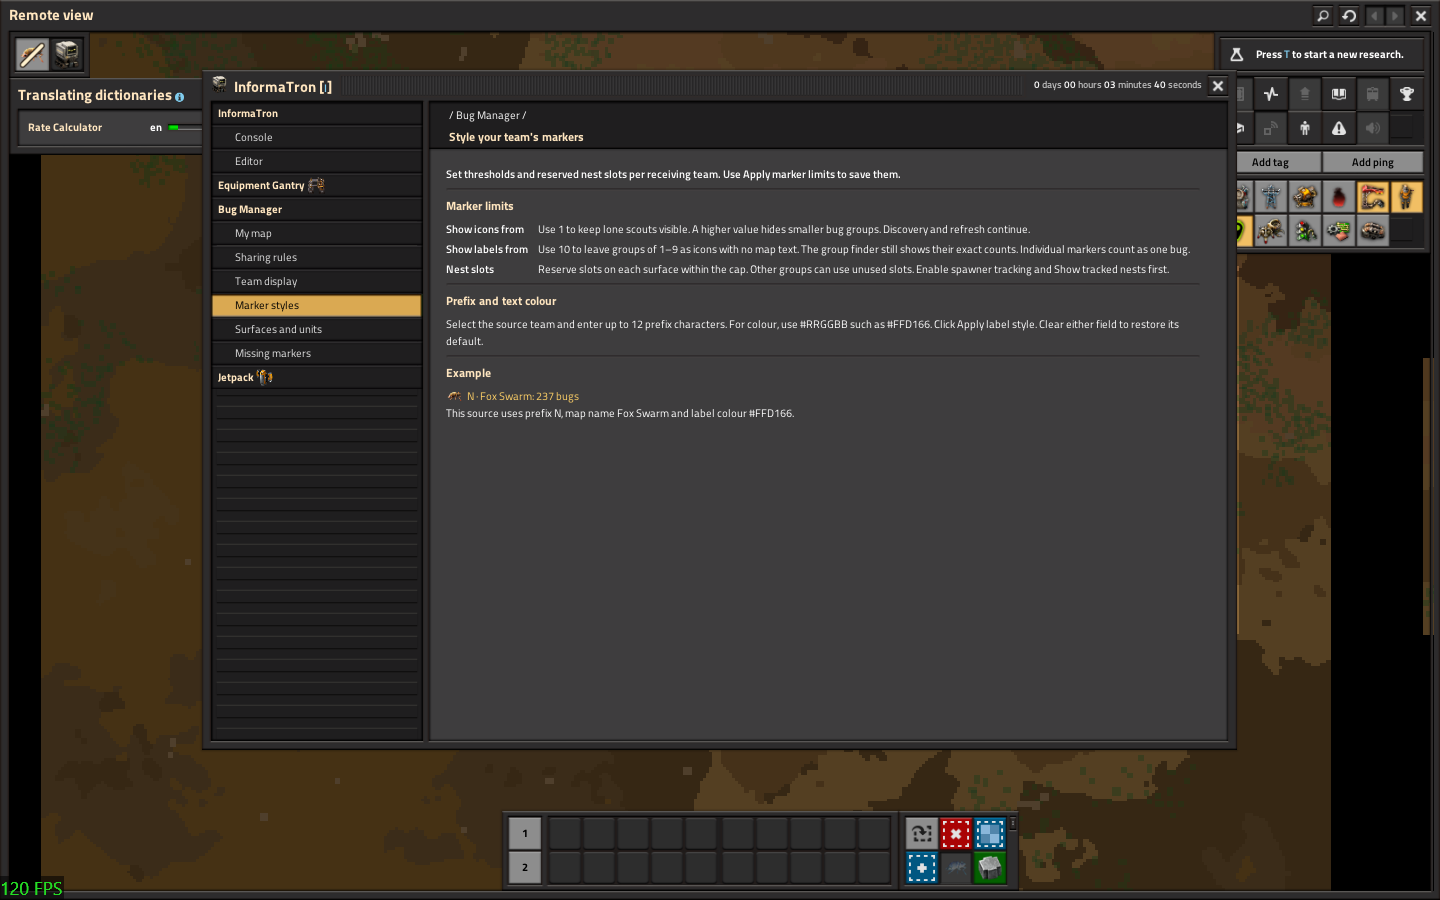 Remote view
Press T to start a new research.
Translating dictionaries
Rate Calculator en
InformaTron [ ]
0 days 00 hours 03 minutes 40 seconds
InformaTron
Console
Editor
Equipment Gantry
Bug Manager
My map
Sharing rules
Team display
Marker styles
Surfaces and units
Missing markers
Jetpack
/ Bug Manager /
Style your team's markers
Set thresholds and reserved nest slots per receiving team. Use Apply marker limits to save them.
Marker limits
Show icons from Use 1 to keep lone scouts visible. A higher value hides smaller bug groups. Discovery and refresh continue.
Show labels from Use 10 to leave groups of 1–9 as icons with no map text. The group finder still shows their exact counts. Individual markers count as one bug.
Nest slots Reserve slots on each surface within the cap. Other groups can use unused slots. Enable spawner tracking and Show tracked nests first.
Prefix and text colour
Select the source team and enter up to 12 prefix characters. For colour, use #RRGGBB such as #FFD166. Click Apply label style. Clear either field to restore its
default.
Example
N · Fox Swarm: 237 bugs
This source uses prefix N, map name Fox Swarm and label colour #FFD166.
Add tag
Add ping
1
2
120 FPS